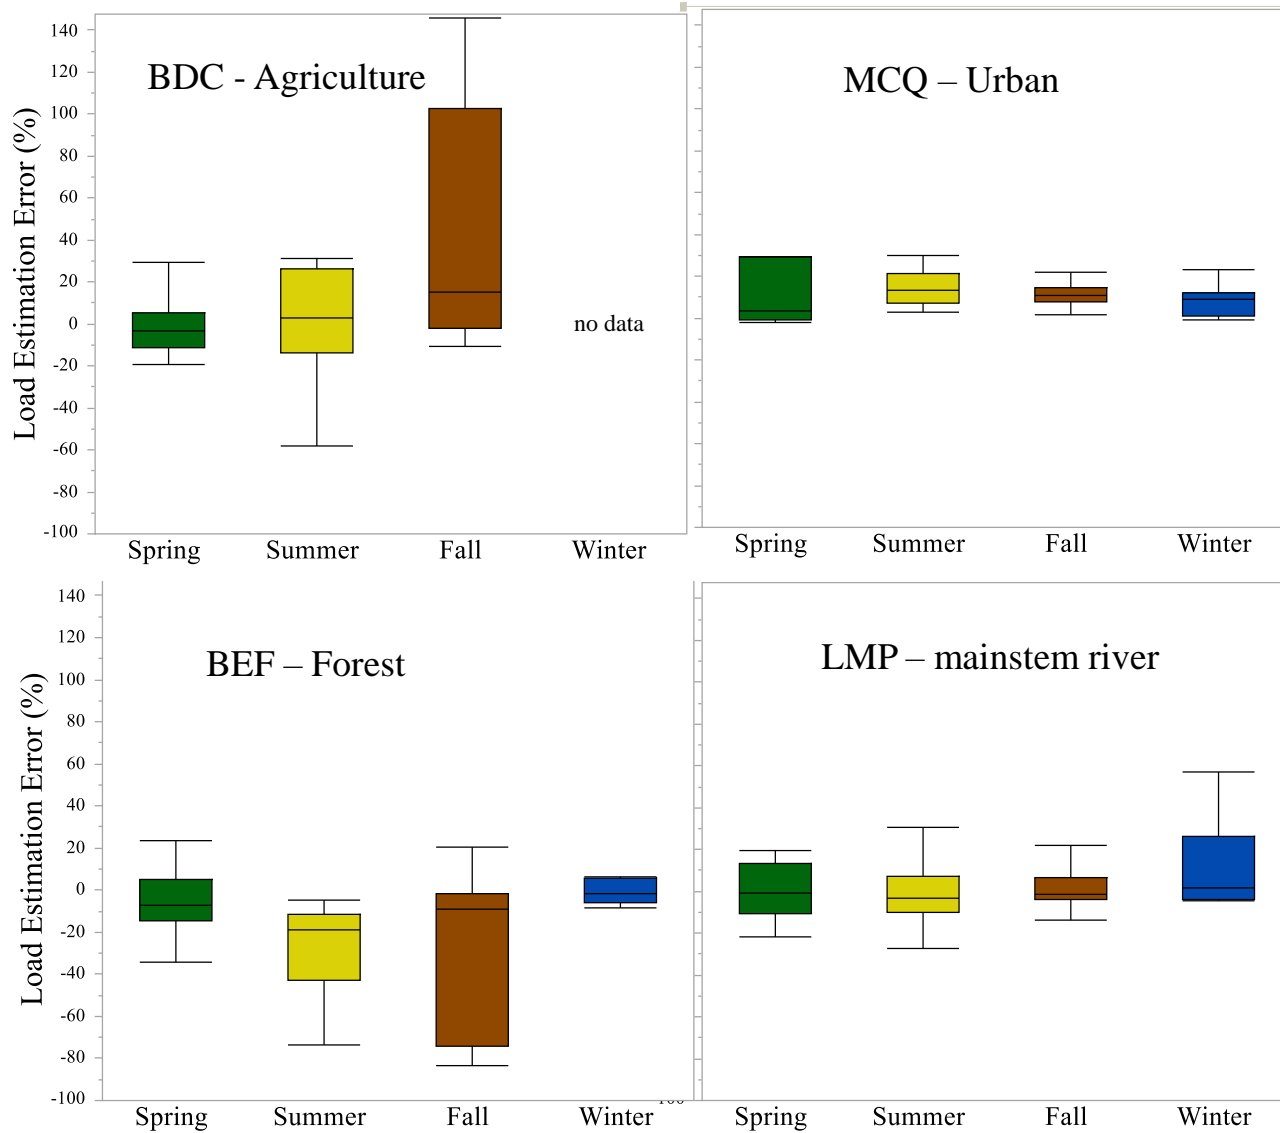 BDC - Agriculture
Load Estimation Error (%)
140
120
100
80
60
40
20
0
-20
-40
-60
-80
-100
no data
Spring Summer Fall Winter
MCQ – Urban
Spring Summer Fall Winter
BEF – Forest
Load Estimation Error (%)
140
120
100
80
60
40
20
0
-20
-40
-60
-80
-100
Spring Summer Fall Winter
LMP – mainstem river
Spring Summer Fall Winter